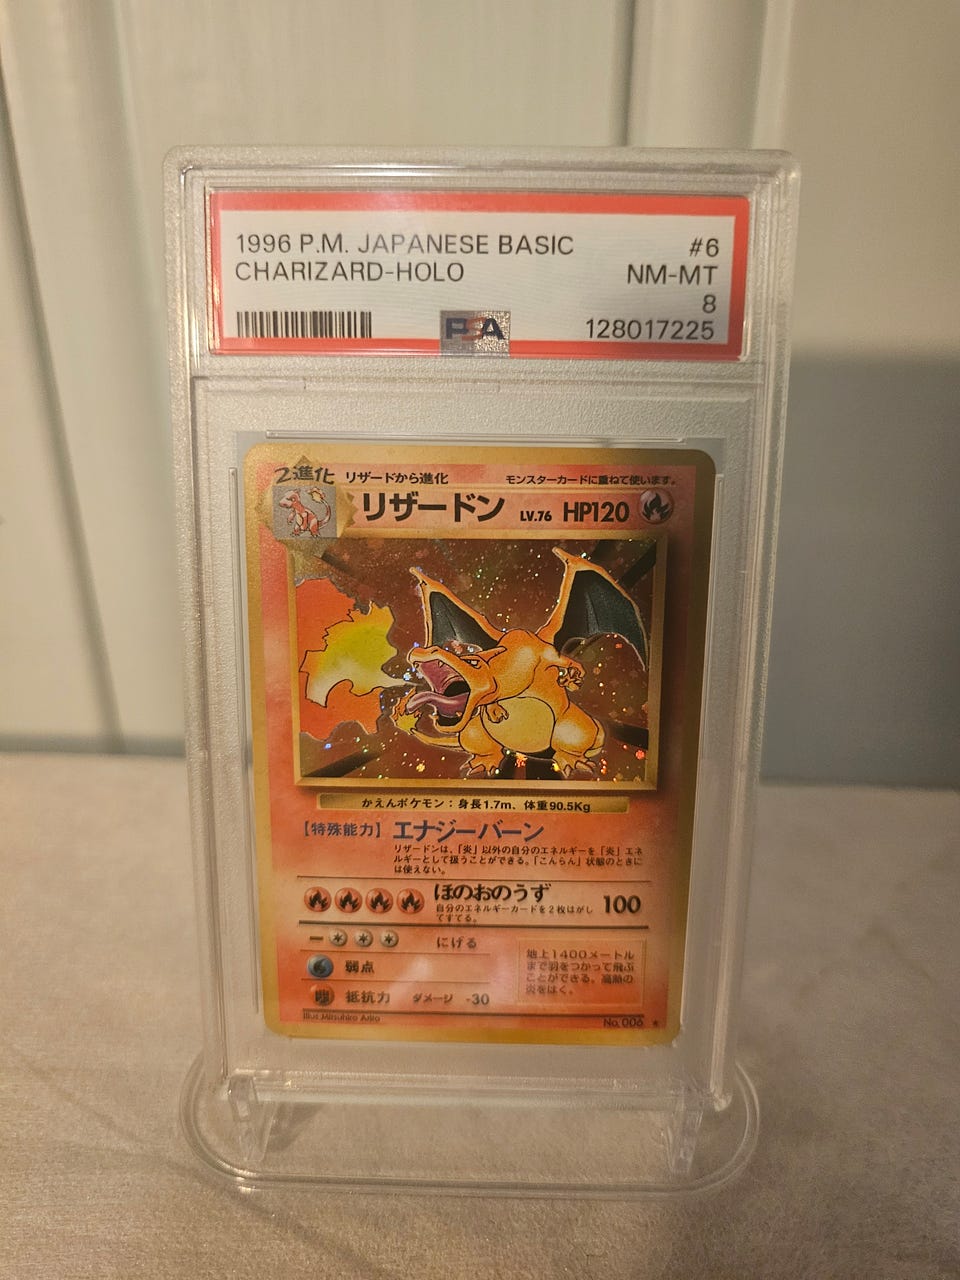 1996 P.M. JAPANESE BASIC #6
CHARIZARD-HOLO NM-MT
8
PSA 128017225
2進化 リザードから進化 モンスターカードに重ねて使います。
リザードン LV.76 HP120
かえんポケモン：身長1.7m、体重90.5Kg
【特殊能力】エナジーバーン
リザードンは、「炎」以外の自分のエネルギーを「炎」エネ
ルギーとして扱うことができる。「こんらん」状態のときに
は使えない。
ほのおのうず 100
自分のエネルギーカードを2枚はがし
てすてる。
にげる
弱点
抵抗力 ダメージ -30
地上1400メートル
まで羽をつかって飛ぶ
ことができる。高熱の
炎をはく。
Illus.Mitsuhiro Arita No.006 ★